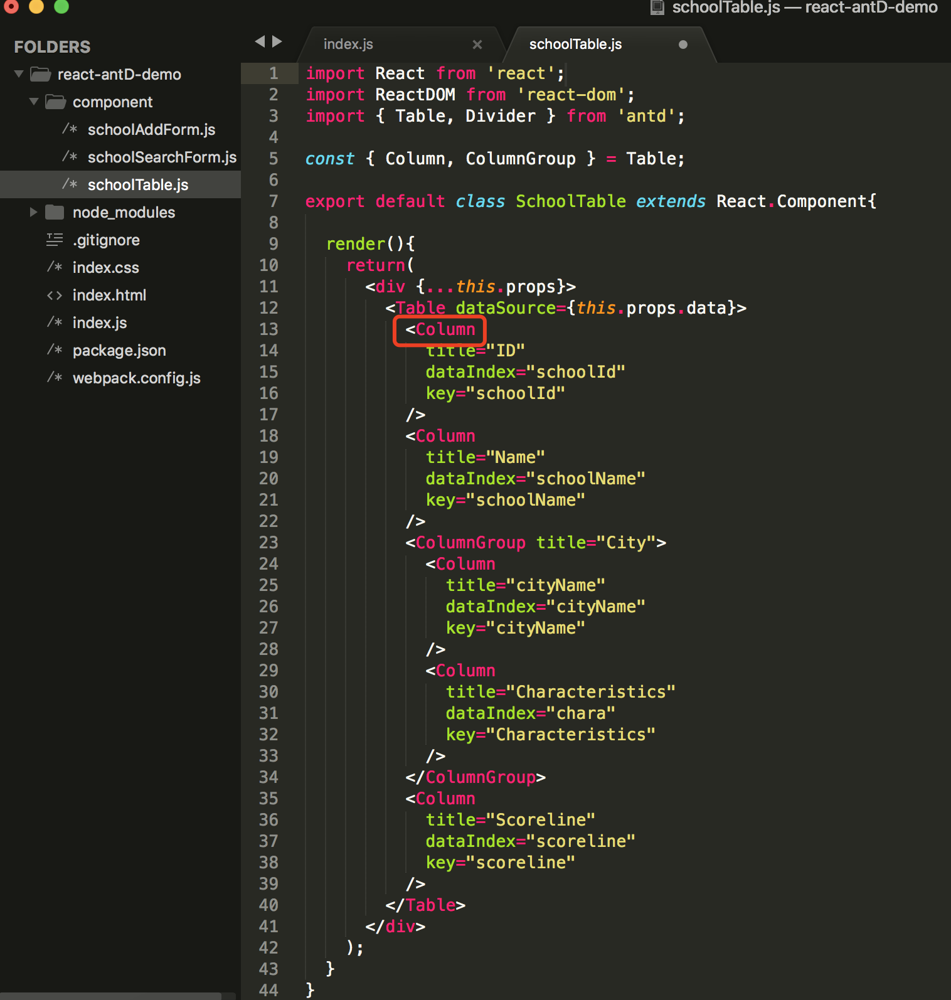 schoolTable.js — react-antD-demo
FOLDERS
react-antD-demo
component
/* schoolAddForm.js
/* schoolSearchForm.js
/* schoolTable.js
node_modules
.gitignore
/* index.css
<> index.html
/* index.js
/* package.json
/* webpack.config.js
index.js ×
schoolTable.js
1 import React from 'react';
2 import ReactDOM from 'react-dom';
3 import { Table, Divider } from 'antd';
4
5 const { Column, ColumnGroup } = Table;
6
7 export default class SchoolTable extends React.Component{
8
9 render(){
10 return(
11 <div {...this.props}>
12 <Table dataSource={this.props.data}>
13 <Column
14 title="ID"
15 dataIndex="schoolId"
16 key="schoolId"
17 />
18 <Column
19 title="Name"
20 dataIndex="schoolName"
21 key="schoolName"
22 />
23 <ColumnGroup title="City">
24 <Column
25 title="cityName"
26 dataIndex="cityName"
27 key="cityName"
28 />
29 <Column
30 title="Characteristics"
31 dataIndex="chara"
32 key="Characteristics"
33 />
34 </ColumnGroup>
35 <Column
36 title="Scoreline"
37 dataIndex="scoreline"
38 key="scoreline"
39 />
40 </Table>
41 </div>
42 );
43 }
44 }